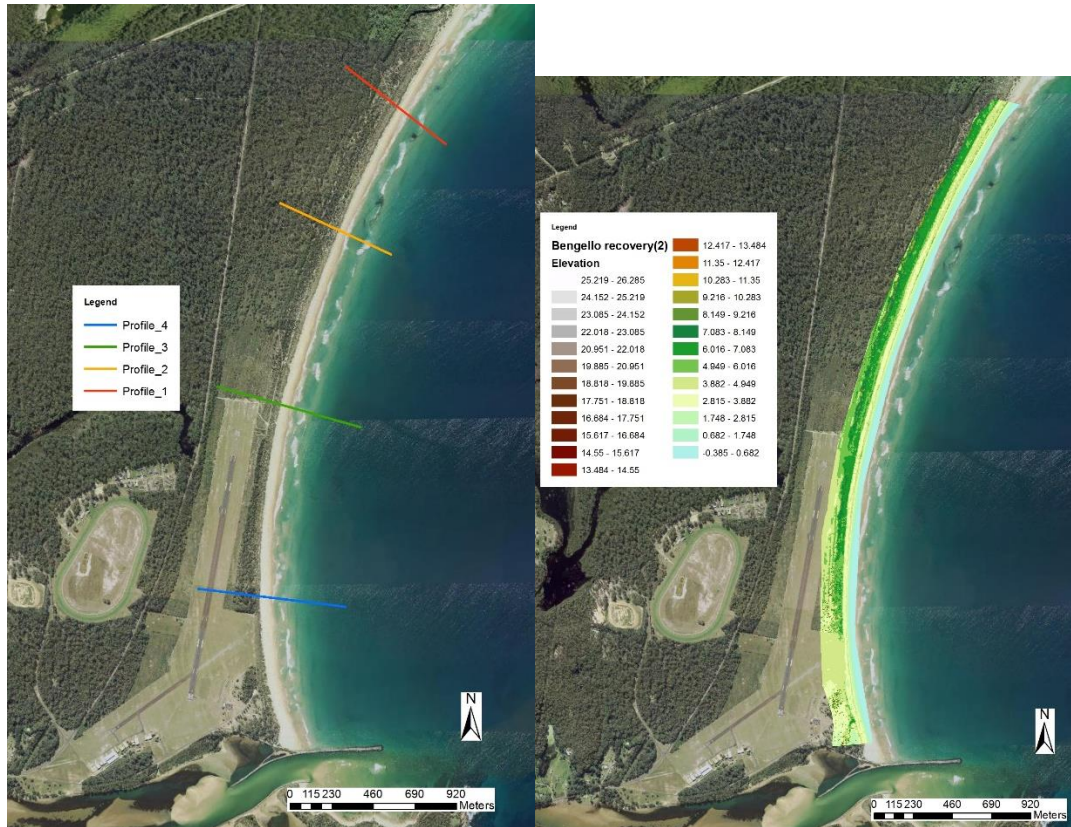 Legend
Profile_4
Profile_3
Profile_2
Profile_1
N
0 115 230 460 690 920
Meters
Legend
Bengello recovery(2)
Elevation
25.219 - 26.285
24.152 - 25.219
23.085 - 24.152
22.018 - 23.085
20.951 - 22.018
19.885 - 20.951
18.818 - 19.885
17.751 - 18.818
16.684 - 17.751
15.617 - 16.684
14.55 - 15.617
13.484 - 14.55
12.417 - 13.484
11.35 - 12.417
10.283 - 11.35
9.216 - 10.283
8.149 - 9.216
7.083 - 8.149
6.016 - 7.083
4.949 - 6.016
3.882 - 4.949
2.815 - 3.882
1.748 - 2.815
0.682 - 1.748
-0.385 - 0.682
N
0 115 230 460 690 920
Meters